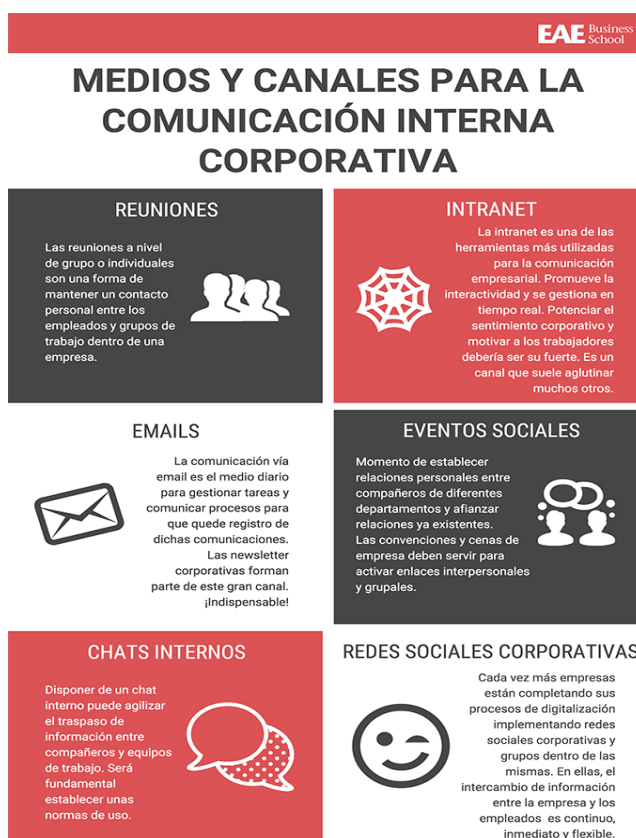 EAE Business
School
MEDIOS Y CANALES PARA LA
COMUNICACIÓN INTERNA
CORPORATIVA
REUNIONES
Las reuniones a nivel
de grupo o individuales
son una forma de
mantener un contacto
personal entre los
empleados y grupos de
trabajo dentro de una
empresa.
INTRANET
La intranet es una de las
herramientas más utilizadas
para la comunicación
empresarial. Promueve la
interactividad y se gestiona en
tiempo real. Potenciar el
sentimiento corporativo y
motivar a los trabajadores
debería ser su fuerte. Es un
canal que suele aglutinar
muchos otros.
EMAILS
La comunicación vía
email es el medio diario
para gestionar tareas y
comunicar procesos para
que quede registro de
dichas comunicaciones.
Las newsletter
corporativas forman
parte de este gran canal.
¡Indispensable!
EVENTOS SOCIALES
Momento de establecer
relaciones personales entre
compañeros de diferentes
departamentos y afianzar
relaciones ya existentes.
Las convenciones y cenas de
empresa deben servir para
activar enlaces interpersonales
y grupales.
CHATS INTERNOS
Disponer de un chat
interno puede agilizar
el traspaso de
información entre
compañeros y equipos
de trabajo. Será
fundamental
establecer unas
normas de uso.
REDES SOCIALES CORPORATIVAS
Cada vez más empresas
están completando sus
procesos de digitalización
implementando redes
sociales corporativas y
grupos dentro de las
mismas. En ellas, el
intercambio de información
entre la empresa y los
empleados es continuo,
inmediato y flexible.